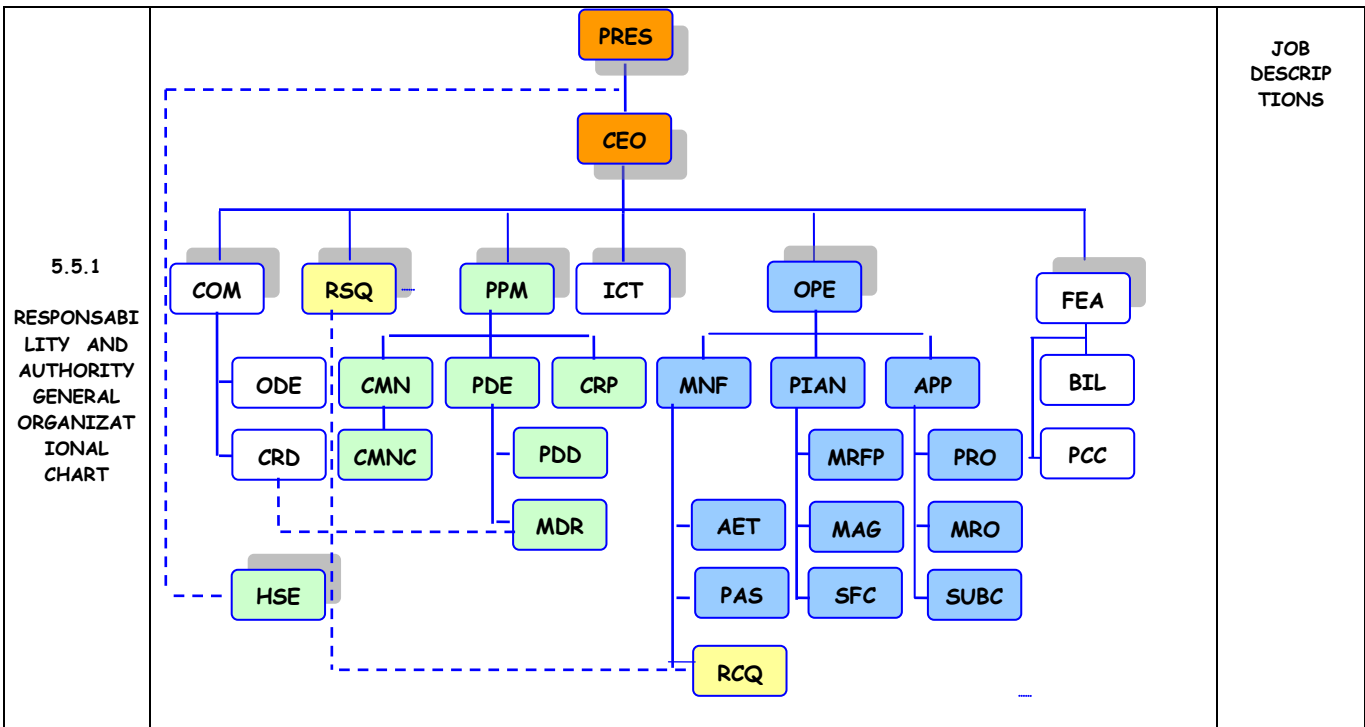 5.5.1
RESPONSABI
LITY AND
AUTHORITY
GENERAL
ORGANIZAT
IONAL
CHART
PRES
CEO
COM
RSQ
PPM
ICT
OPE
FEA
ODE
CMN
PDE
CRP
MNF
PIAN
APP
BIL
CRD
CMNC
PDD
MRFP
PRO
PCC
MDR
AET
MAG
MRO
HSE
PAS
SFC
SUBC
RCQ
JOB
DESCRIP
TIONS